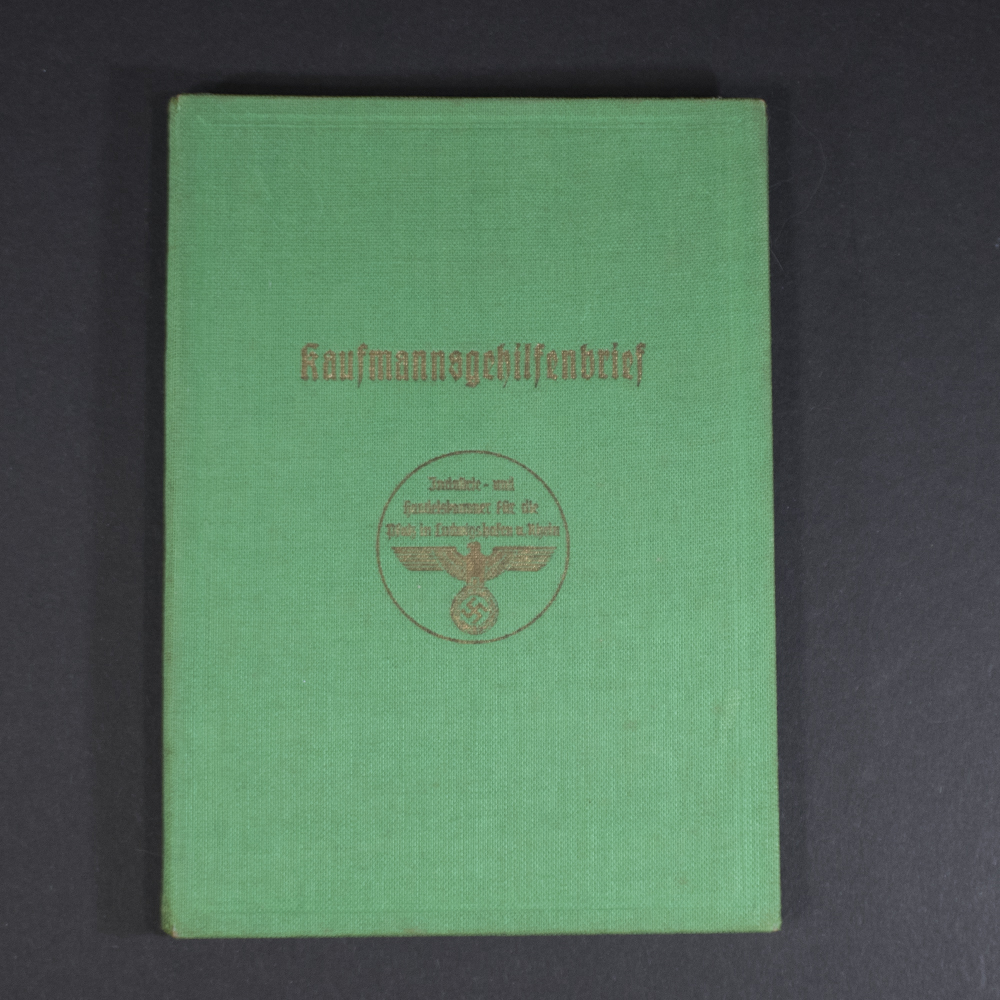 Kaufmannsgehilfenbrief
Industrie- und
Handelskammer für die
Pfalz in Ludwigshafen a. Rhein